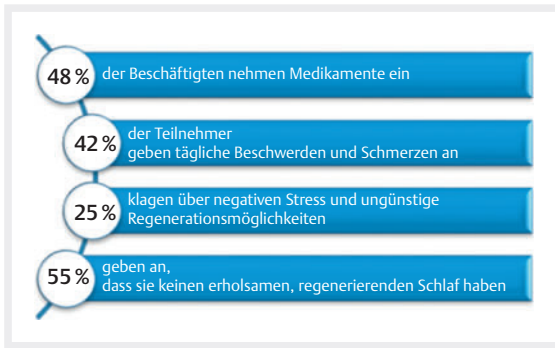 48 % der Beschäftigten nehmen Medikamente ein
42 % der Teilnehmer
geben tägliche Beschwerden und Schmerzen an
25 % klagen über negativen Stress und ungünstige
Regenerationsmöglichkeiten
55 % geben an,
dass sie keinen erholsamen, regenerierenden Schlaf haben